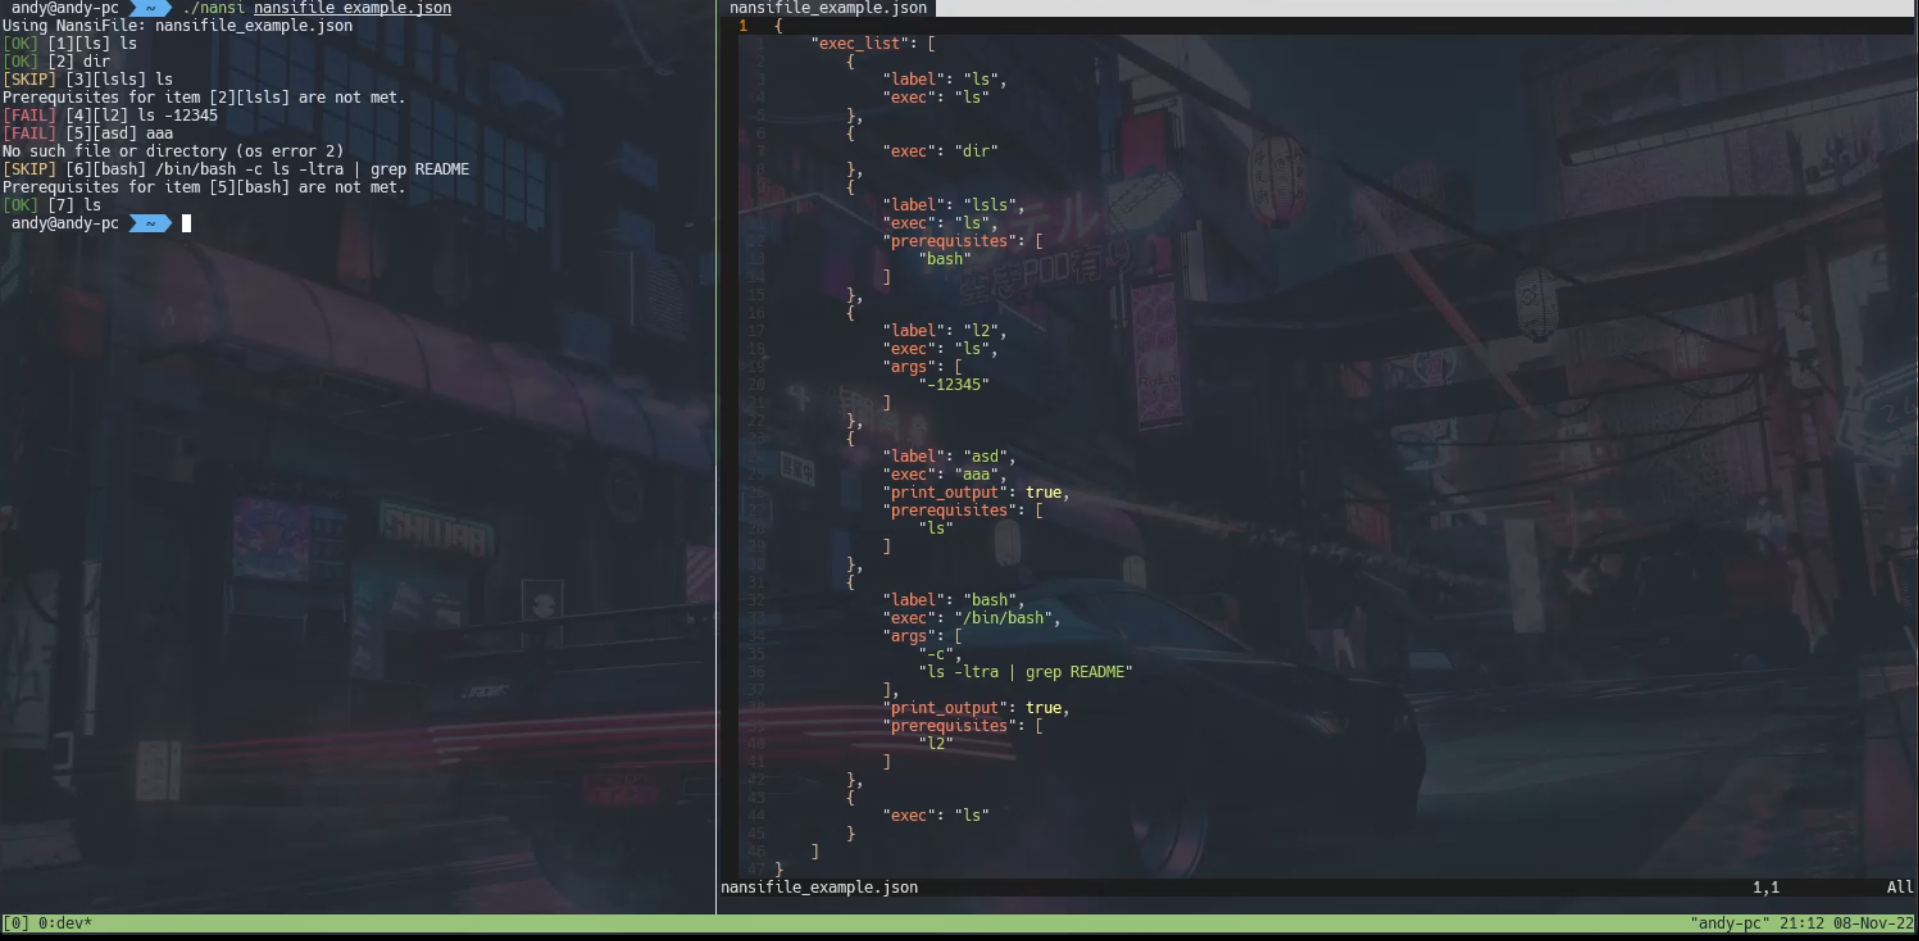 andy@andy-pc ~ ./nansi nansifile_example.json
Using NansiFile: nansifile_example.json
[OK] [1][ls] ls
[OK] [2] dir
[SKIP] [3][lsls] ls
Prerequisites for item [2][lsls] are not met.
[FAIL] [4][l2] ls -12345
[FAIL] [5][asd] aaa
No such file or directory (os error 2)
[SKIP] [6][bash] /bin/bash -c ls -ltra | grep README
Prerequisites for item [5][bash] are not met.
[OK] [7] ls
andy@andy-pc ~
nansifile_example.json
1 {
1 "exec_list": [
2 {
3 "label": "ls",
4 "exec": "ls"
5 },
6 {
7 "exec": "dir"
8 },
9 {
10 "label": "lsls",
11 "exec": "ls",
12 "prerequisites": [
13 "bash"
14 ]
15 },
16 {
17 "label": "l2",
18 "exec": "ls",
19 "args": [
20 "-12345"
21 ]
22 },
23 {
24 "label": "asd",
25 "exec": "aaa",
26 "print_output": true,
27 "prerequisites": [
28 "ls"
29 ]
30 },
31 {
32 "label": "bash",
33 "exec": "/bin/bash",
34 "args": [
35 "-c",
36 "ls -ltra | grep README"
37 ],
38 "print_output": true,
39 "prerequisites": [
40 "l2"
41 ]
42 },
43 {
44 "exec": "ls"
45 }
46 ]
47 }
nansifile_example.json 1,1 All
[0] 0:dev* "andy-pc" 21:12 08-Nov-22